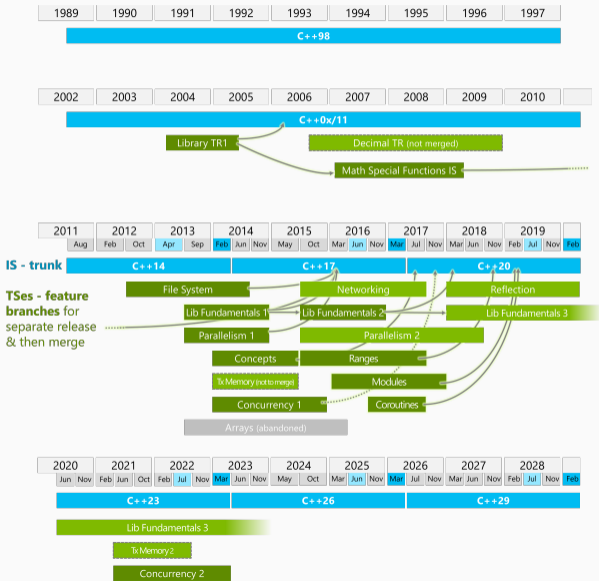 1989 1990 1991 1992 1993 1994 1995 1996 1997
C++98
2002 2003 2004 2005 2006 2007 2008 2009 2010
C++0x/11
Library TR1 Decimal TR (not merged)
Math Special Functions IS
2011 2012 2013 2014 2015 2016 2017 2018 2019
Aug Feb Oct Apr Sep Feb Jun Nov May Oct Mar Jun Nov Mar Jul Nov Mar Jun Nov Feb Jul Nov Feb
IS - trunk C++14 C++17 C++20
File System Networking Reflection
TSes - feature
branches for
separate release
& then merge
Lib Fundamentals 1 Lib Fundamentals 2 Lib Fundamentals 3
Parallelism 1 Parallelism 2
Concepts Ranges
Tx Memory (not to merge) Modules
Concurrency 1 Coroutines
Arrays (abandoned)
2020 2021 2022 2023 2024 2025 2026 2027 2028
Jun Nov Feb Jun Oct Feb Jul Nov Mar Jun Nov May Oct Mar Jun Nov Mar Jul Nov Mar Jun Nov Feb Jul Nov Feb
C++23 C++26 C++29
Lib Fundamentals 3
Tx Memory 2
Concurrency 2